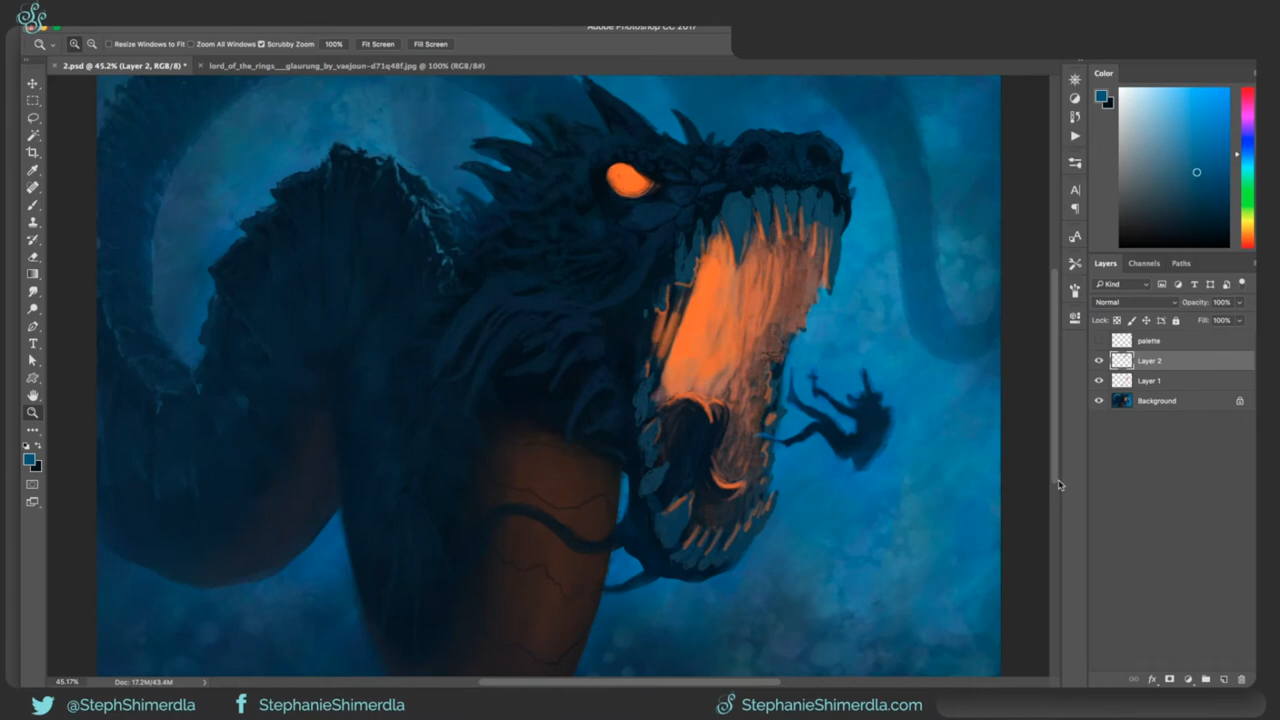 Adobe Photoshop CC 2017
Resize Windows to Fit Zoom All Windows Scrubby Zoom 100% Fit Screen Fill Screen
2.psd @ 45.2% (Layer 2, RGB/8) * × lord_of_the_rings___glaurung_by_vaejoun-d71q48f.jpg @ 100% (RGB/8#)
Color
Layers Channels Paths
Kind
Normal Opacity: 100%
Lock: Fill: 100%
palette
Layer 2
Layer 1
Background
45.17% Doc: 17.2M/43.4M
@StephShimerdla StephanieShimerdla StephanieShimerdla.com